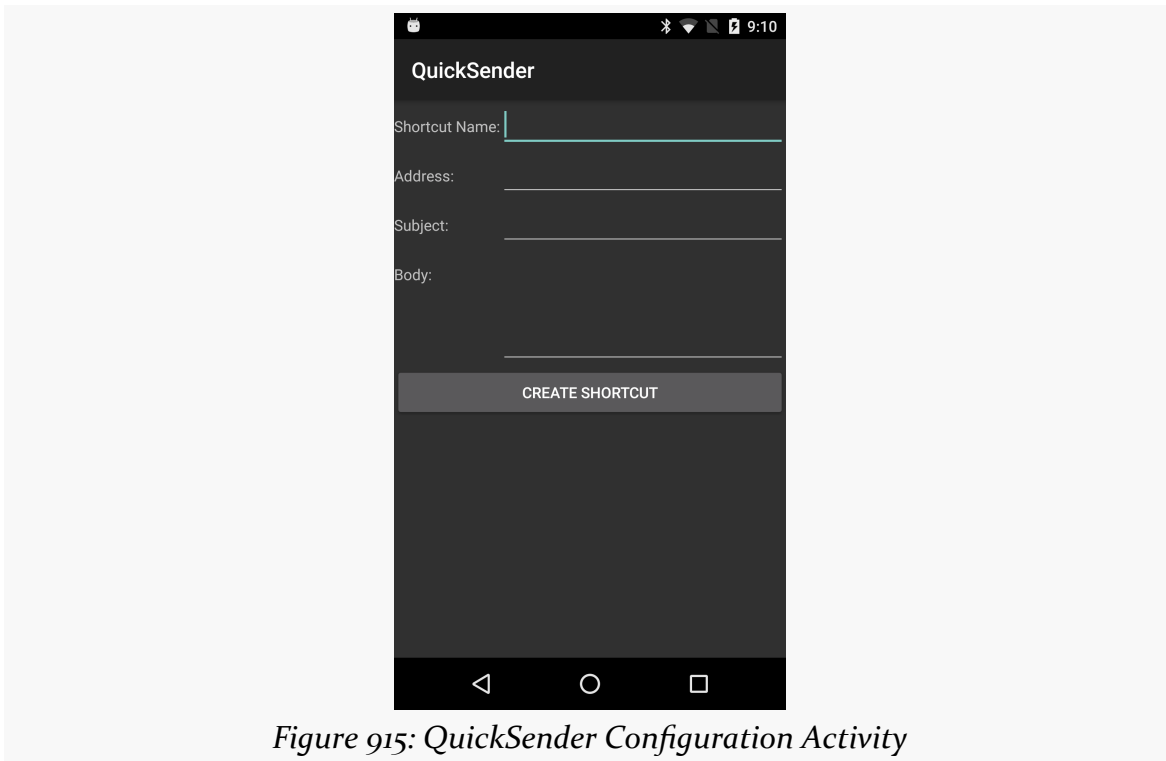 9:10
QuickSender
Shortcut Name:
Address:
Subject:
Body:
CREATE SHORTCUT
Figure 915: QuickSender Configuration Activity